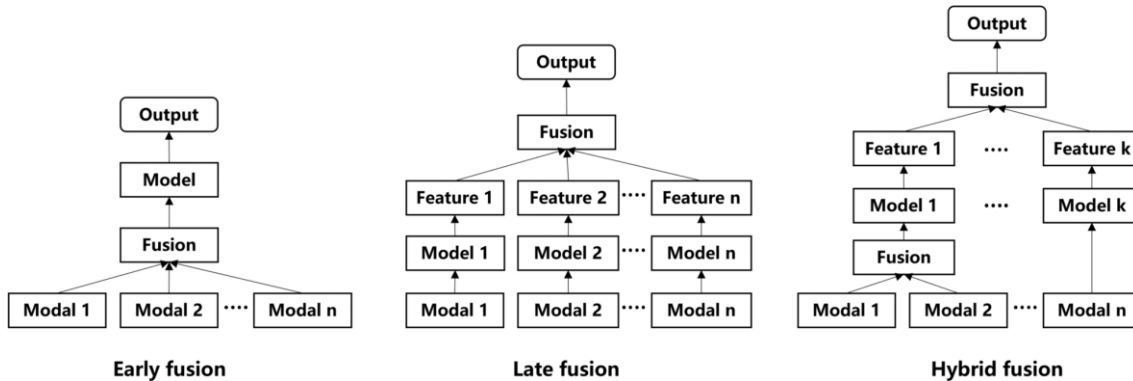 Output
Model
Fusion
Modal 1 Modal 2 .... Modal n
Early fusion
Output
Fusion
Feature 1 Feature 2 .... Feature n
Model 1 Model 2 .... Model n
Modal 1 Modal 2 .... Modal n
Late fusion
Output
Fusion
Feature 1 .... Feature k
Model 1 .... Model k
Fusion
Modal 1 Modal 2 .... Modal n
Hybrid fusion